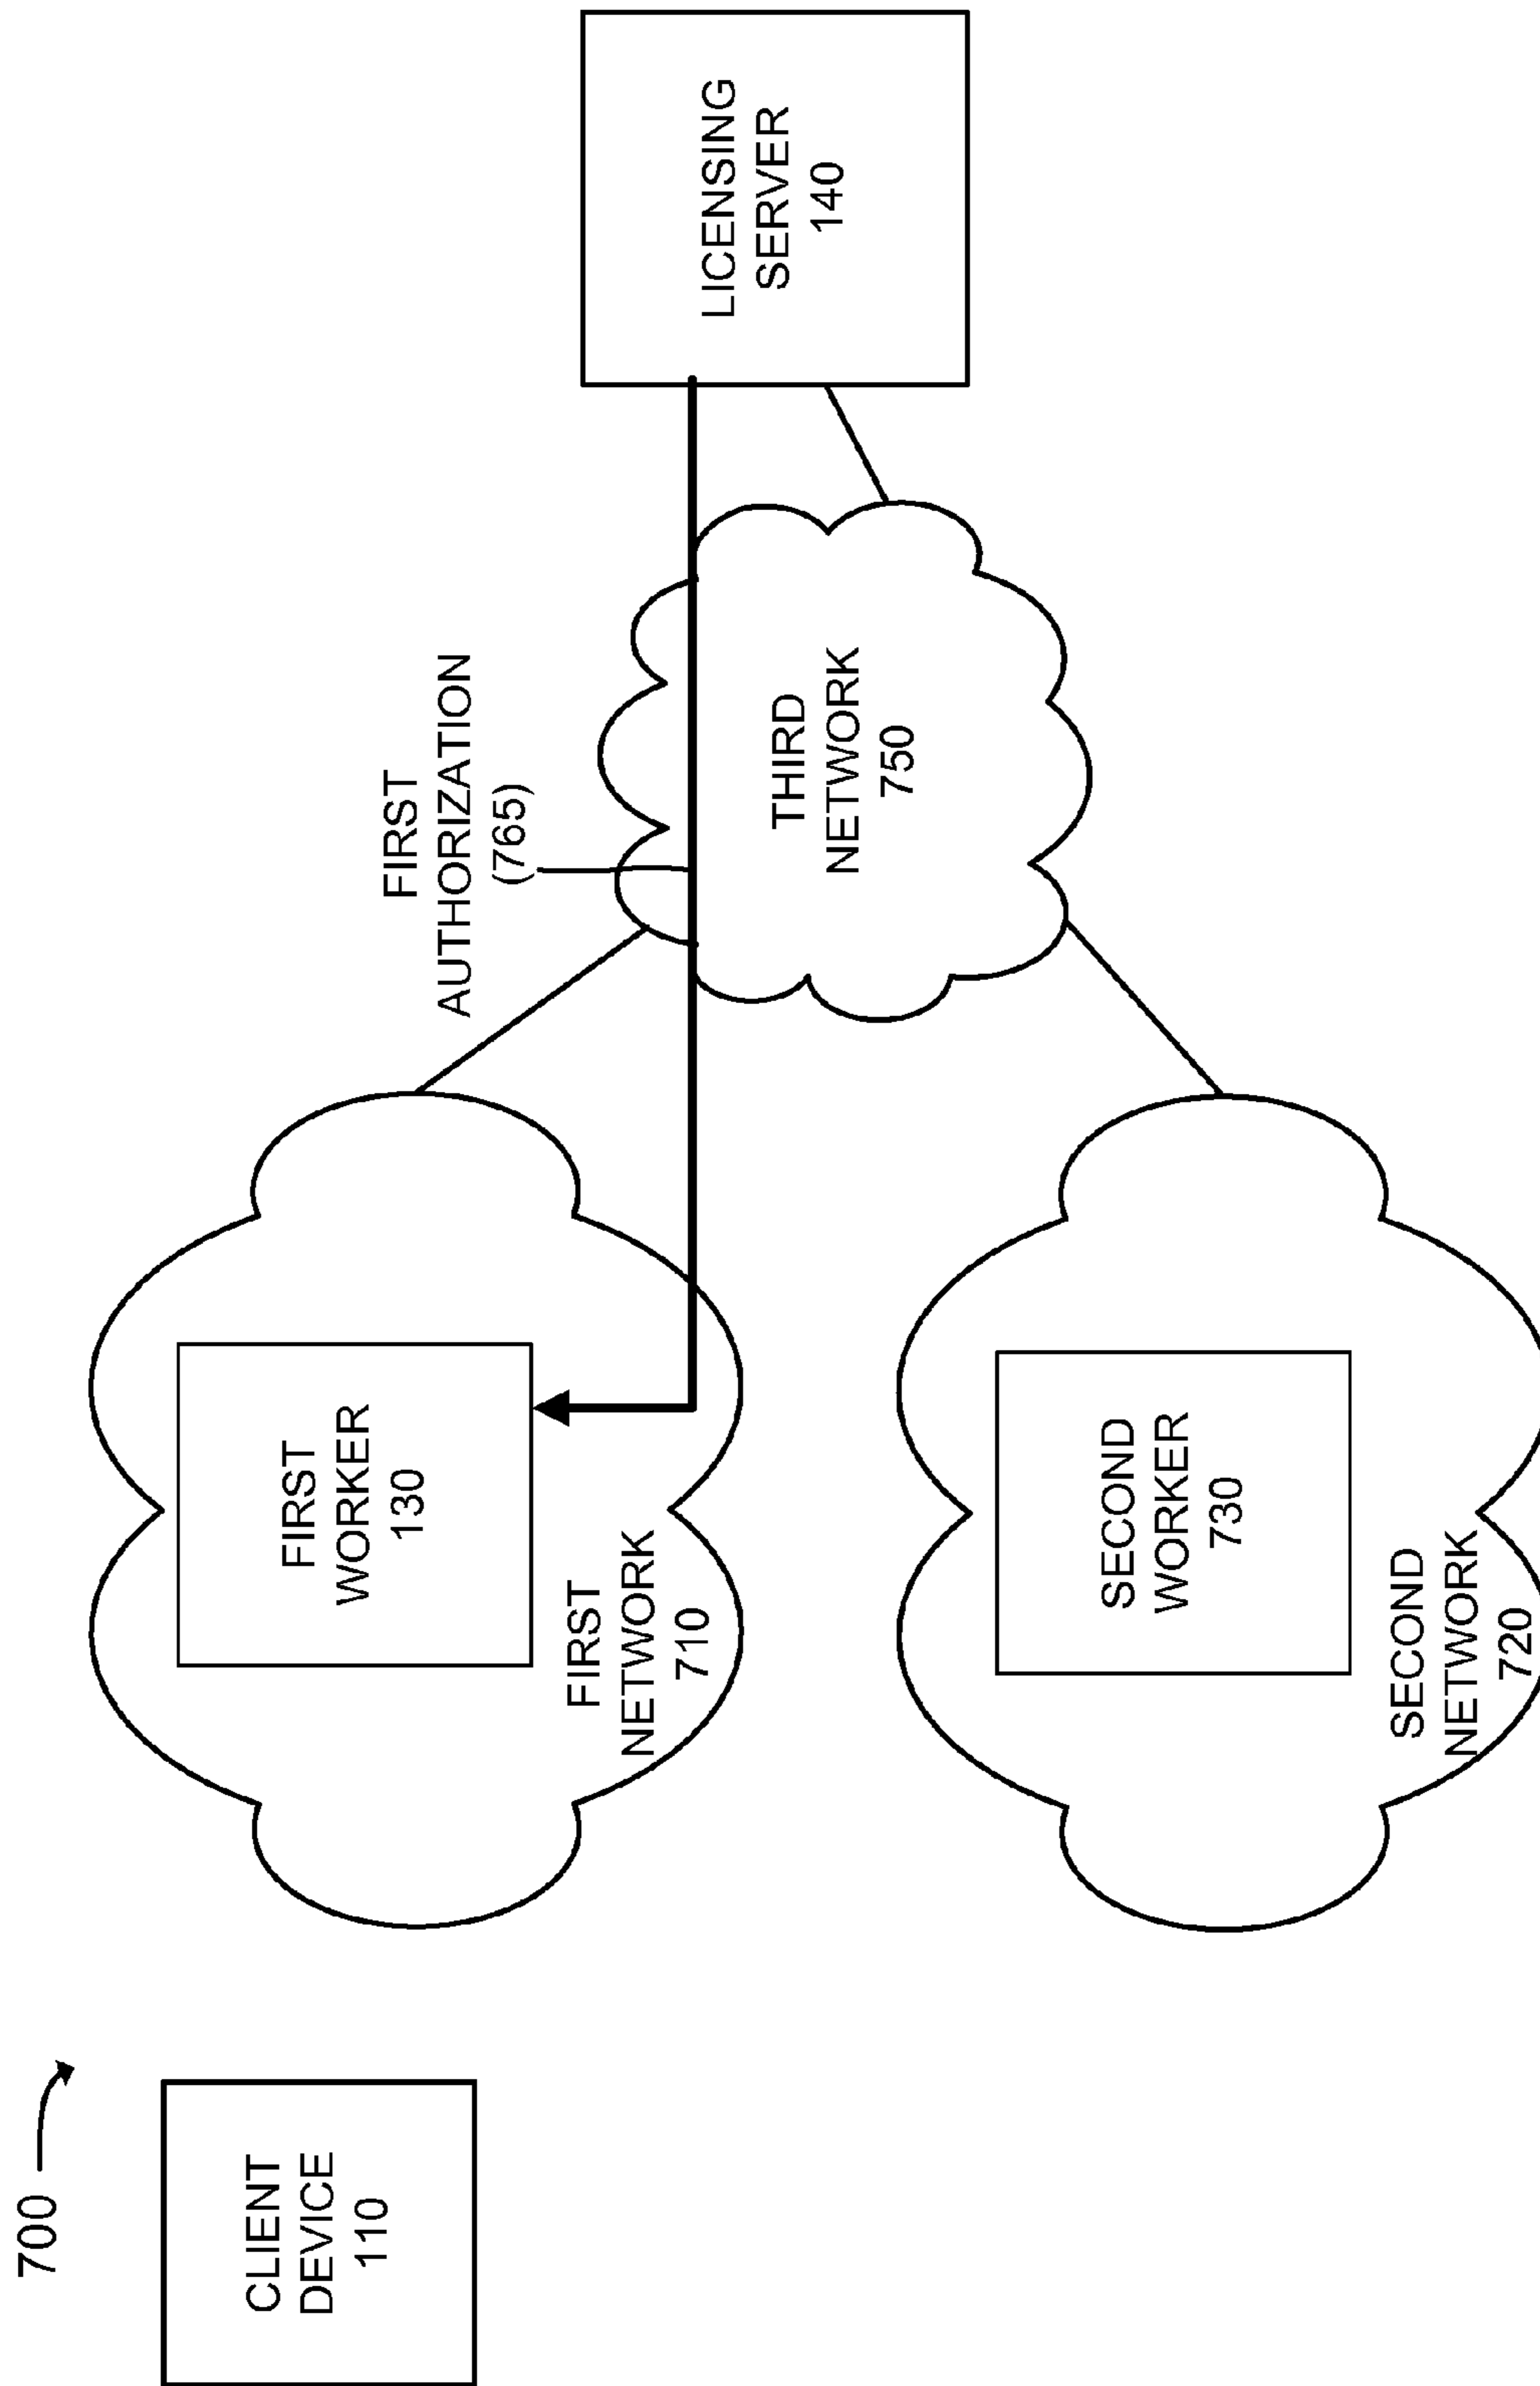 700
CLIENT
DEVICE
110
FIRST
WORKER
130
FIRST
NETWORK
710
FIRST
AUTHORIZATION
(765)
THIRD
NETWORK
750
LICENSING
SERVER
140
SECOND
WORKER
730
SECOND
NETWORK
720